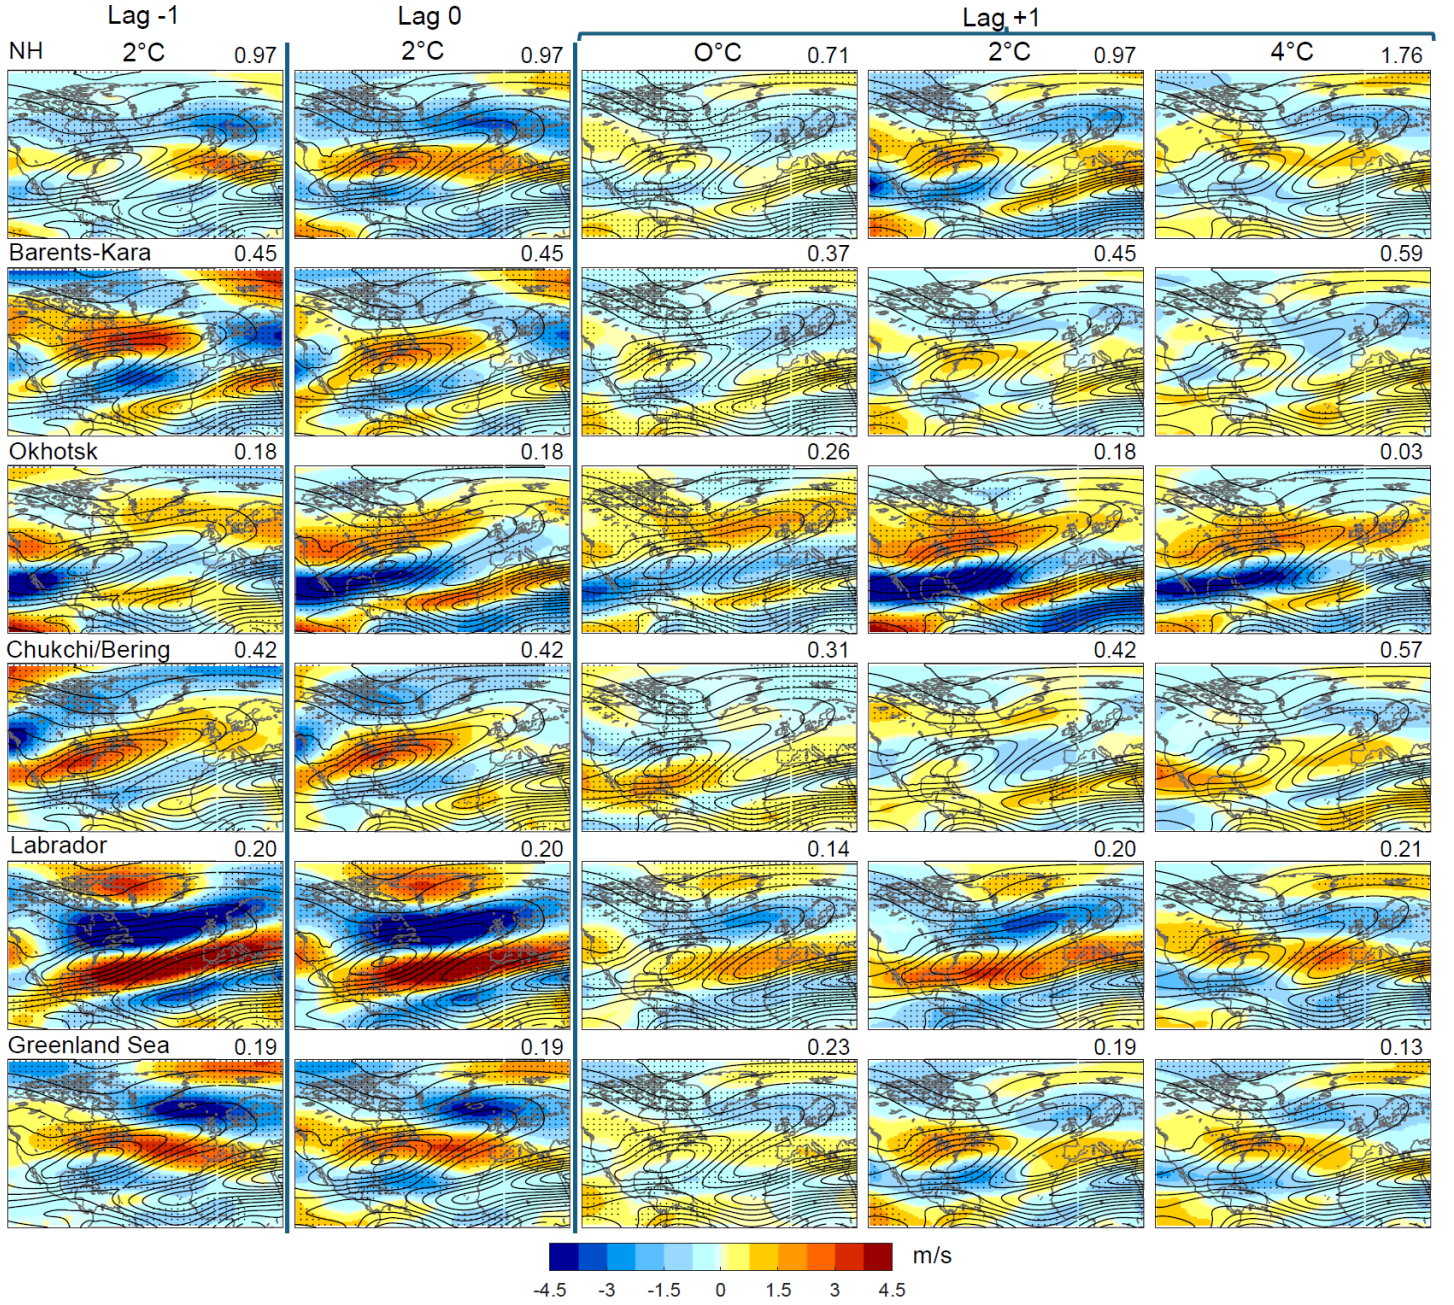 Lag -1 Lag 0 Lag +1
NH 2°C 0.97 2°C 0.97 O°C 0.71 2°C 0.97 4°C 1.76
Barents-Kara 0.45 0.45 0.37 0.45 0.59
Okhotsk 0.18 0.18 0.26 0.18 0.03
Chukchi/Bering 0.42 0.42 0.31 0.42 0.57
Labrador 0.20 0.20 0.14 0.20 0.21
Greenland Sea 0.19 0.19 0.23 0.19 0.13
m/s
-4.5 -3 -1.5 0 1.5 3 4.5